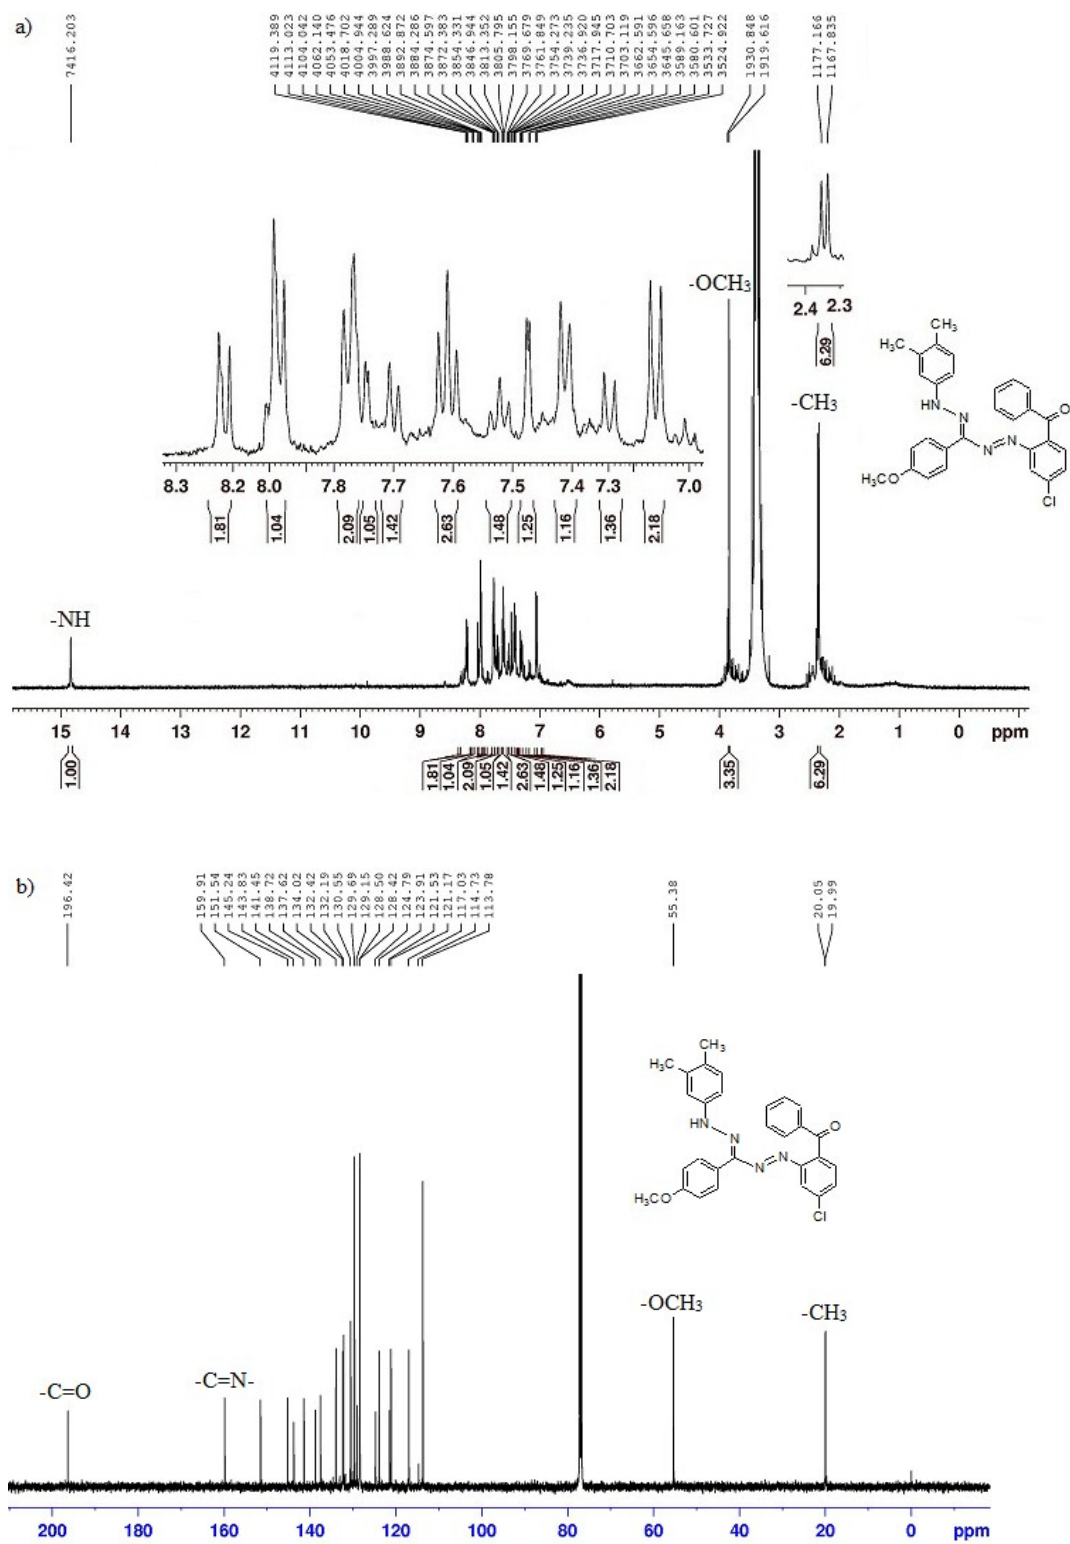 a)
7416.203
4119.389
4113.023
4104.042
4062.140
4053.476
4018.702
4004.944
3997.289
3988.624
3892.872
3884.286
3874.597
3872.383
3854.331
3846.944
3813.352
3805.795
3798.155
3769.679
3761.849
3754.273
3739.235
3736.920
3717.945
3710.703
3703.119
3662.591
3654.596
3645.658
3589.163
3580.601
3533.727
3524.922
1930.848
1919.616
1177.166
1167.835
-OCH3
2.4 2.3
6.29
-CH3
CH3
H3C
HN
N
O
N
N
H3CO
Cl
8.3 8.2 8.0 7.8 7.7 7.6 7.5 7.4 7.3 7.0
1.81 1.04 2.09 1.05 1.42 2.63 1.48 1.25 1.16 1.36 2.18
-NH
15 14 13 12 11 10 9 8 7 6 5 4 3 2 1 0 ppm
1.00 1.81 1.04 2.09 1.05 1.42 2.63 1.48 1.25 1.16 1.36 2.18 3.35 6.29
b)
196.42
159.91
151.54
145.24
143.83
141.45
138.72
137.62
134.02
132.42
132.19
130.55
129.69
129.15
128.50
128.42
124.79
123.91
121.53
121.17
117.03
114.73
113.78
55.38
20.05
19.99
CH3
H3C
HN
N
O
N
N
H3CO
Cl
-OCH3
-CH3
-C=N-
-C=O
200 180 160 140 120 100 80 60 40 20 0 ppm